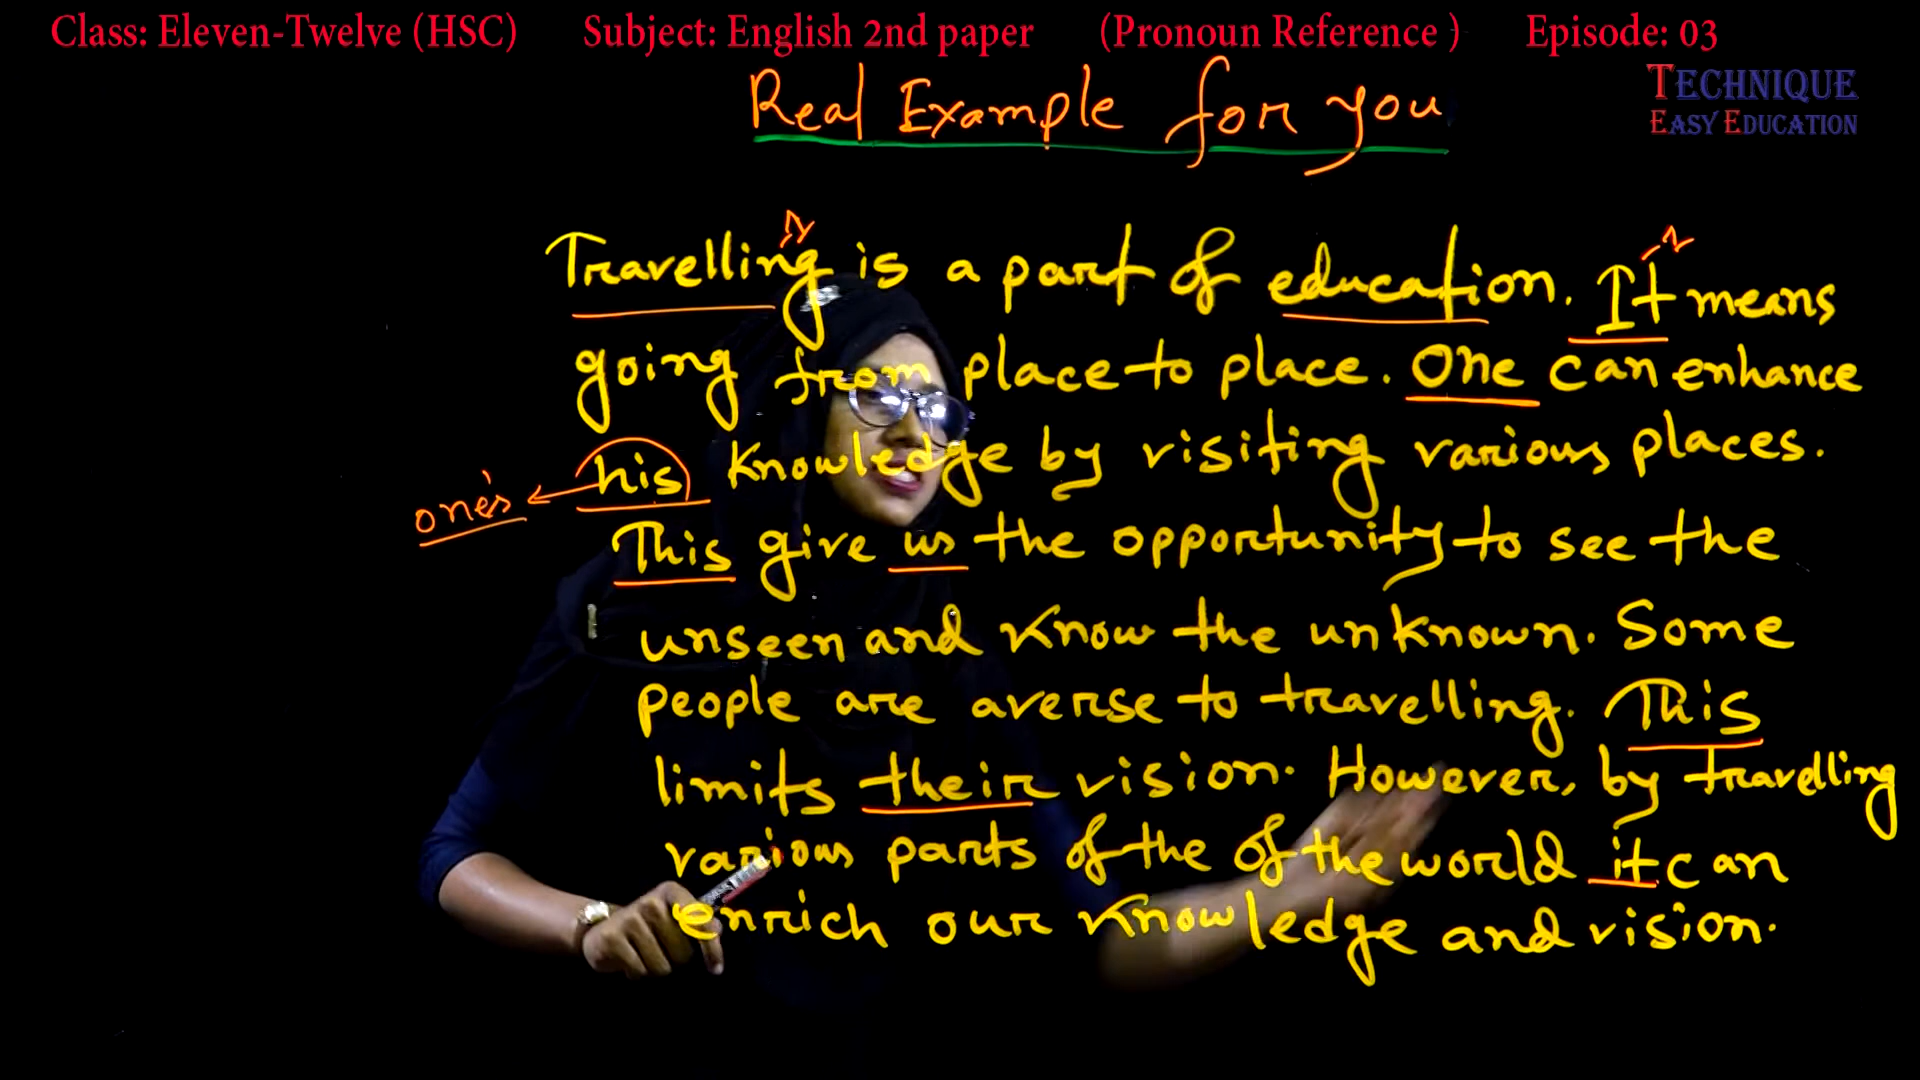 Class: Eleven-Twelve (HSC) Subject: English 2nd paper (Pronoun Reference ) Episode: 03
TECHNIQUE
EASY EDUCATION
Real Example for you
Travelling is a part of education. It means
going from place to place. One can enhance
his knowledge by visiting various places.
one's
This give us the opportunity to see the
unseen and know the unknown. Some
people are averse to travelling. This
limits their vision. However, by travelling
various parts of the of the world it can
enrich our knowledge and vision.